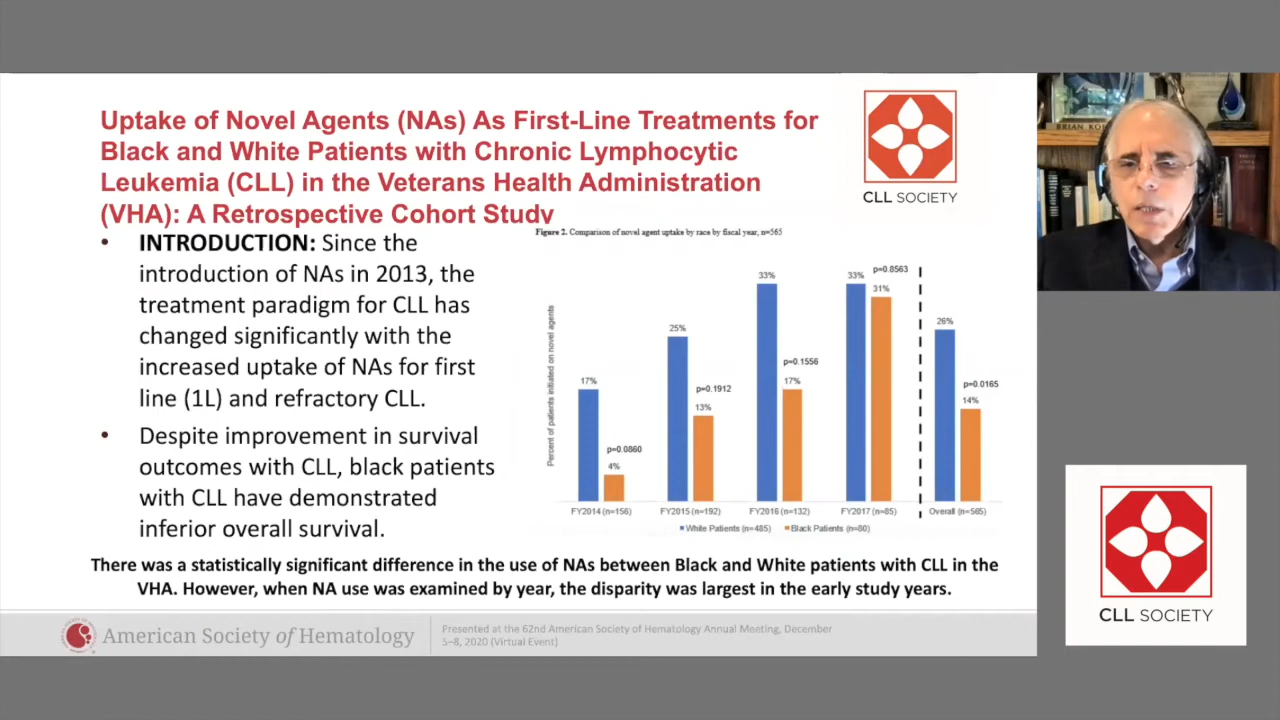 Uptake of Novel Agents (NAs) As First-Line Treatments for
Black and White Patients with Chronic Lymphocytic
Leukemia (CLL) in the Veterans Health Administration
(VHA): A Retrospective Cohort Study
CLL SOCIETY
• INTRODUCTION: Since the
introduction of NAs in 2013, the
treatment paradigm for CLL has
changed significantly with the
increased uptake of NAs for first
line (1L) and refractory CLL.
• Despite improvement in survival
outcomes with CLL, black patients
with CLL have demonstrated
inferior overall survival.
Figure 2. Comparison of novel agent uptake by race by fiscal year, n=565
Percent of patients initiated on novel agents
17%
p=0.0860
4%
25%
p=0.1912
13%
33%
p=0.1556
17%
33%
p=0.8563
31%
26%
p=0.0165
14%
FY2014 (n=156) FY2015 (n=192) FY2016 (n=132) FY2017 (n=85) Overall (n=565)
White Patients (n=485) Black Patients (n=80)
There was a statistically significant difference in the use of NAs between Black and White patients with CLL in the
VHA. However, when NA use was examined by year, the disparity was largest in the early study years.
American Society of Hematology
Presented at the 62nd American Society of Hematology Annual Meeting, December
5–8, 2020 (Virtual Event)
BRIAN
CLL SOCIETY